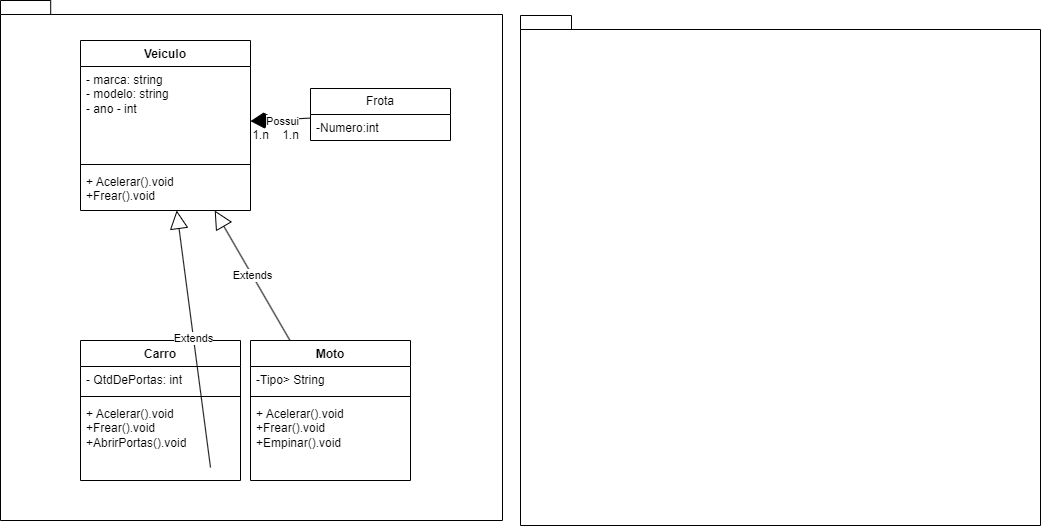 Veiculo
- marca: string
- modelo: string
- ano - int
+ Acelerar().void
+Frear().void
Possui
1.n
1.n
Frota
-Numero:int
Extends
Extends
Carro
- QtdDePortas: int
+ Acelerar().void
+Frear().void
+AbrirPortas().void
Moto
-Tipo> String
+ Acelerar().void
+Frear().void
+Empinar().void